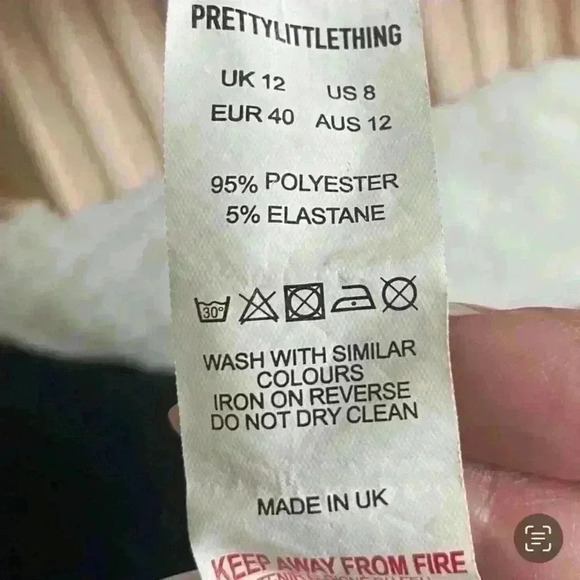 PRETTYLITTLETHING
UK 12 US 8
EUR 40 AUS 12
95% POLYESTER
5% ELASTANE
30°
WASH WITH SIMILAR
COLOURS
IRON ON REVERSE
DO NOT DRY CLEAN
MADE IN UK
KEEP AWAY FROM FIRE